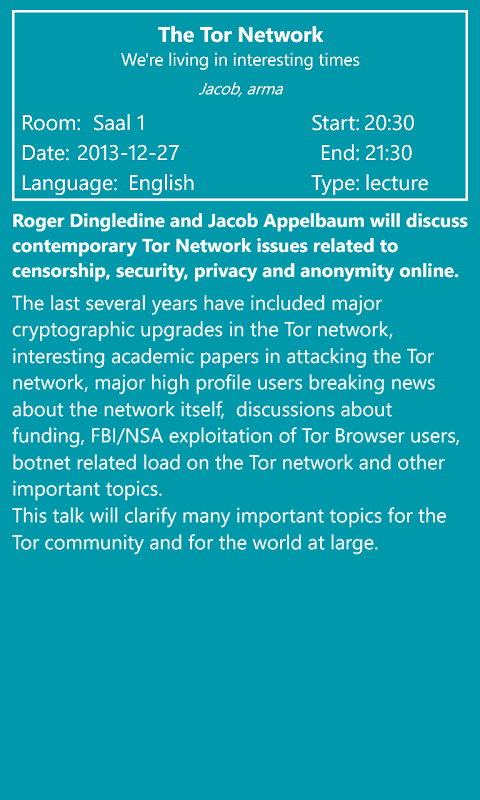 The Tor Network
We're living in interesting times
Jacob, arma
Room: Saal 1 Start: 20:30
Date: 2013-12-27 End: 21:30
Language: English Type: lecture
Roger Dingledine and Jacob Appelbaum will discuss
contemporary Tor Network issues related to
censorship, security, privacy and anonymity online.
The last several years have included major
cryptographic upgrades in the Tor network,
interesting academic papers in attacking the Tor
network, major high profile users breaking news
about the network itself,  discussions about
funding, FBI/NSA exploitation of Tor Browser users,
botnet related load on the Tor network and other
important topics.
This talk will clarify many important topics for the
Tor community and for the world at large.